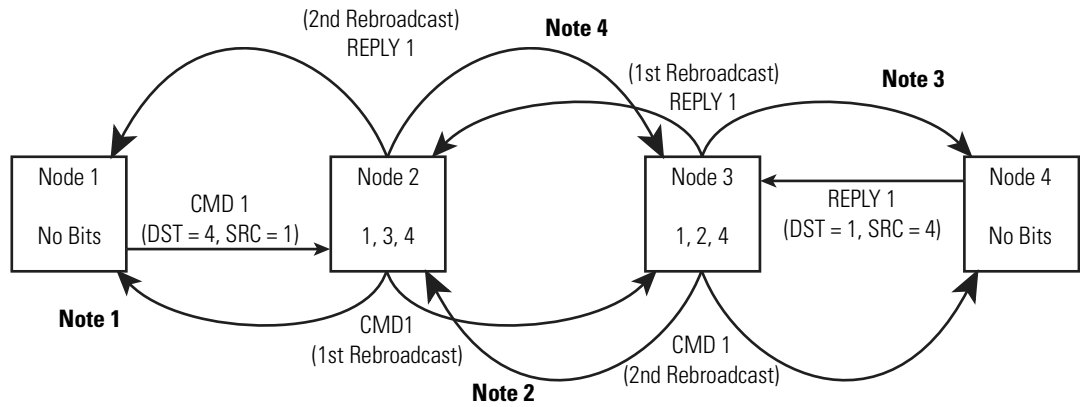 (2nd Rebroadcast)
REPLY 1
Note 4
(1st Rebroadcast)
REPLY 1
Note 3
Node 1
No Bits
CMD 1
(DST = 4, SRC = 1)
Node 2
1, 3, 4
Node 3
1, 2, 4
REPLY 1
(DST = 1, SRC = 4)
Node 4
No Bits
Note 1
CMD1
(1st Rebroadcast)
Note 2
CMD 1
(2nd Rebroadcast)